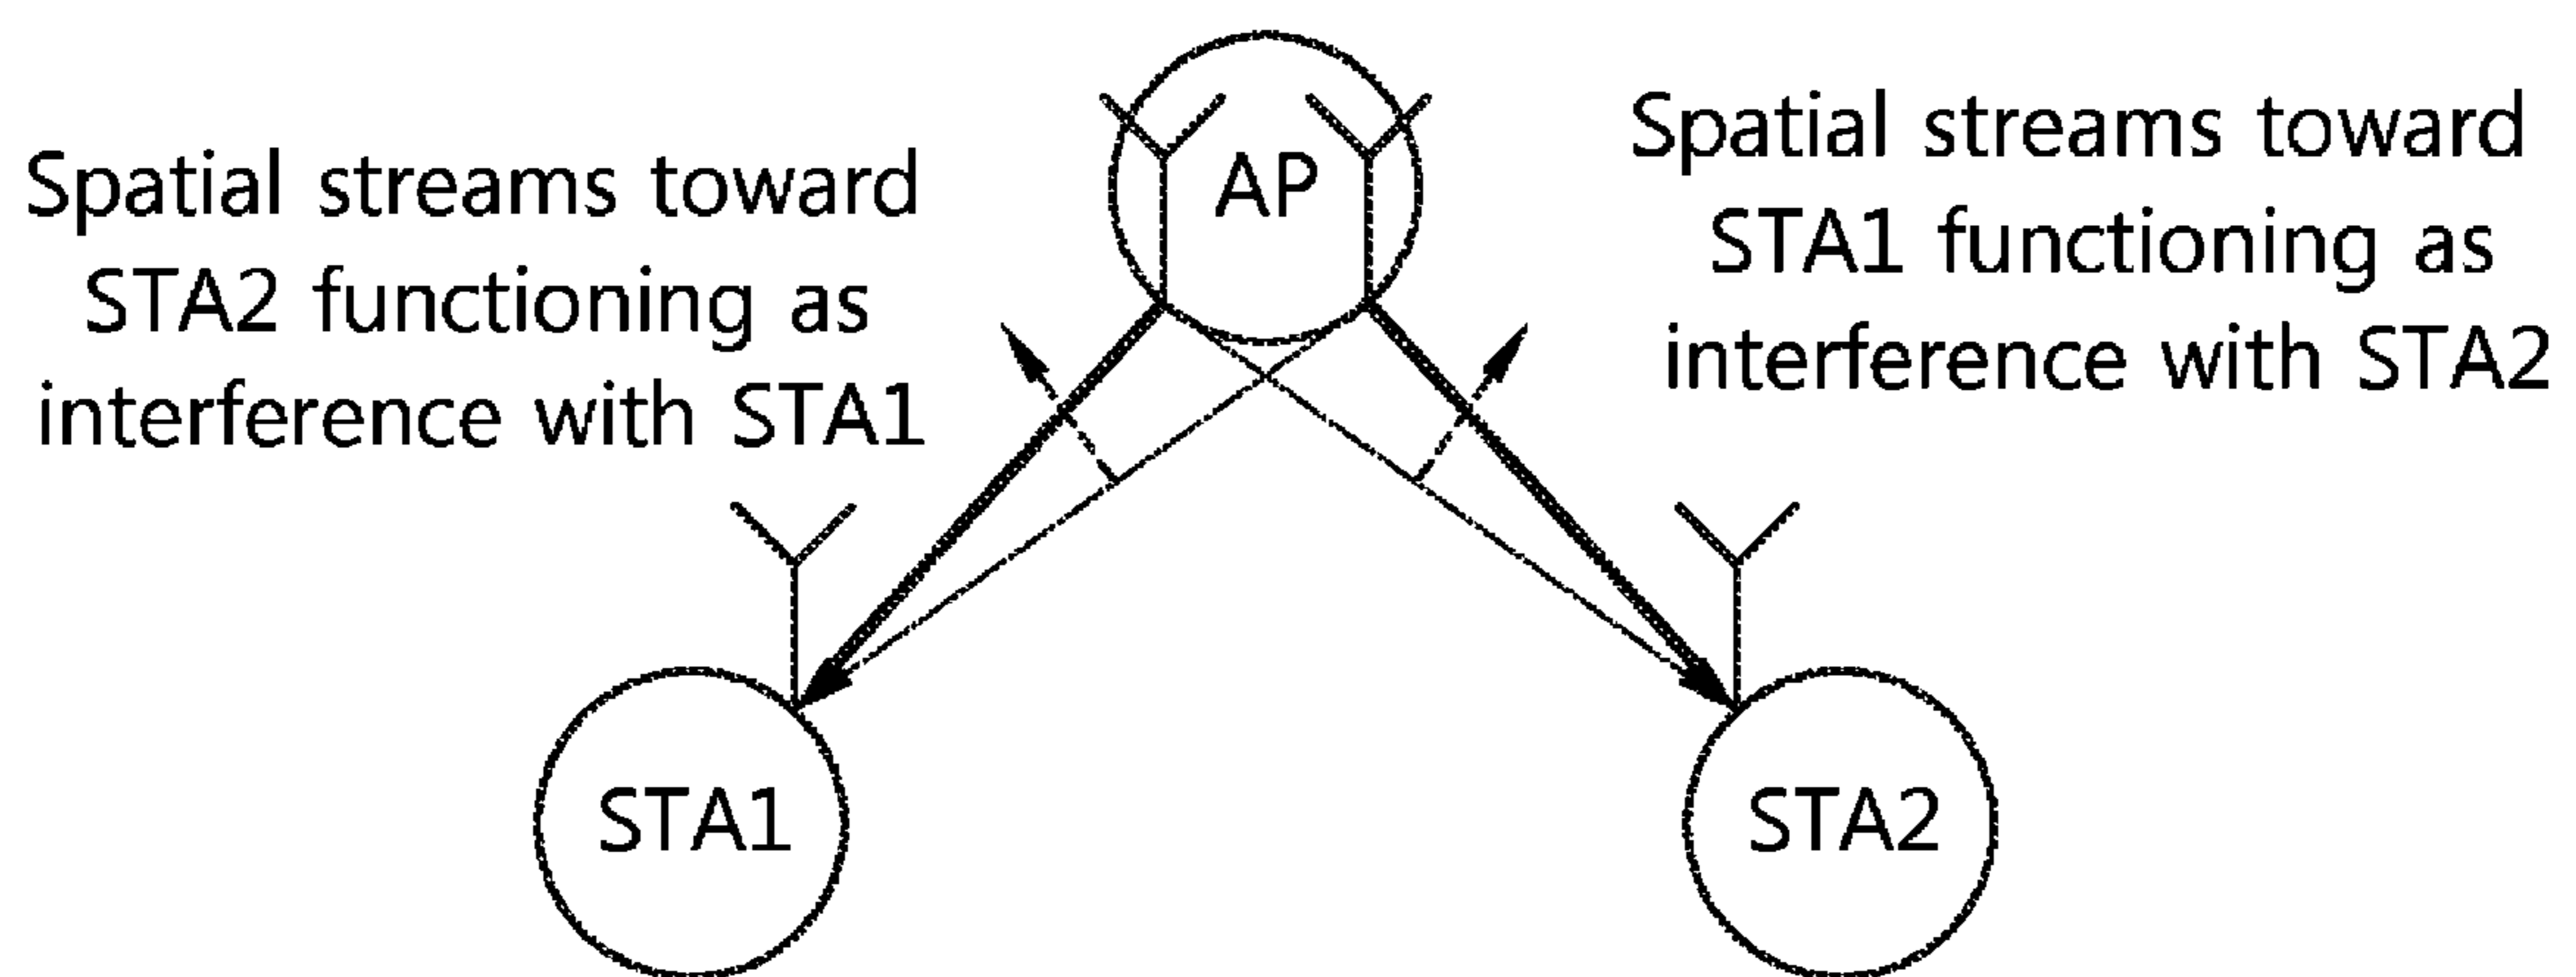 Spatial streams toward
STA2 functioning as
interference with STA1
AP
Spatial streams toward
STA1 functioning as
interference with STA2
STA1
STA2